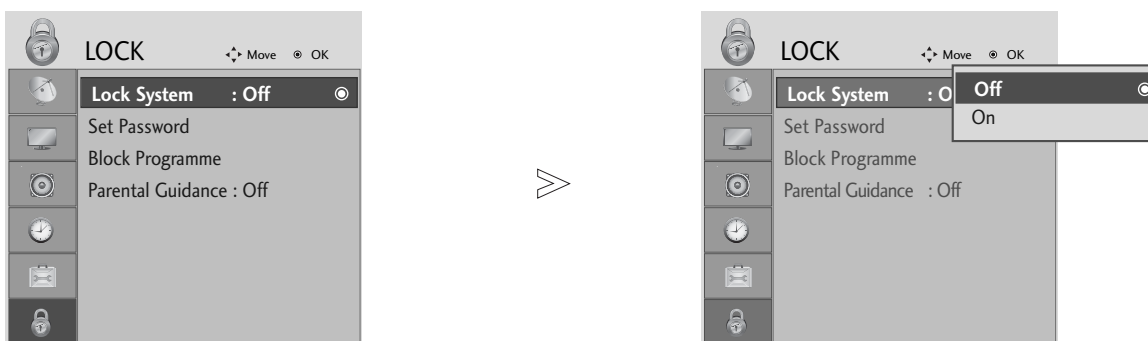 LOCK
Move OK
Lock System : Off
Set Password
Block Programme
Parental Guidance : Off
LOCK
Move OK
Lock System : O
Off
On
Set Password
Block Programme
Parental Guidance : Off